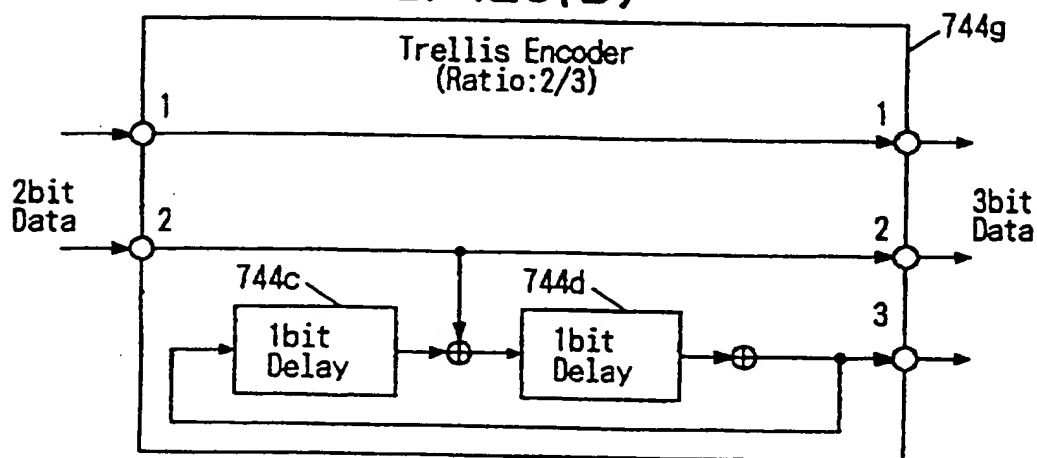 744g
Trellis Encoder
(Ratio:2/3)
1
1
2bit
Data
2
2
3bit
Data
744c
744d
3
1bit
Delay
1bit
Delay